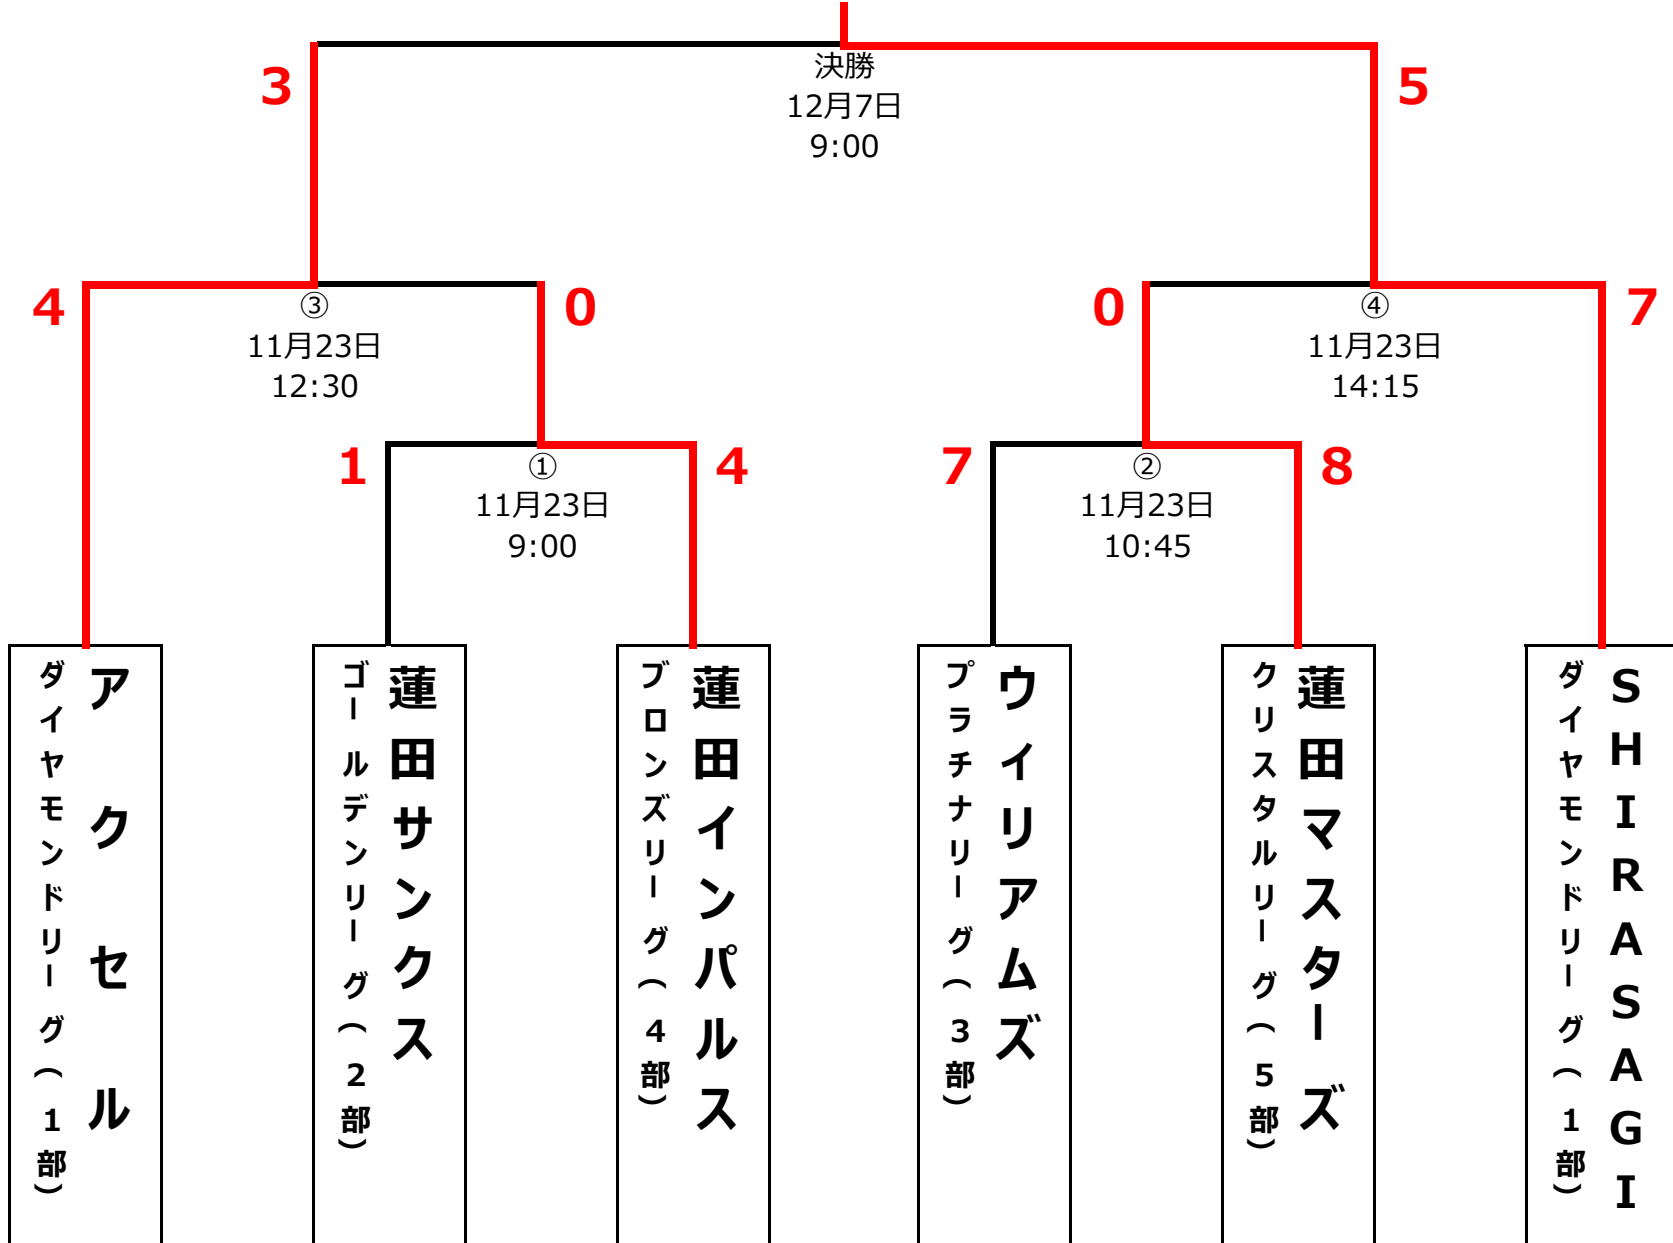 3
決勝
12月7日
9:00
5
4
③
11月23日
12:30
0
0
④
11月23日
14:15
7
1
①
11月23日
9:00
4
7
②
11月23日
10:45
8
アクセル
ダイヤモンドリーグ(1部)
蓮田サンクス
ゴールデンリーグ(2部)
蓮田インパルス
ブロンズリーグ(4部)
ウイリアムズ
プラチナリーグ(3部)
蓮田マスターズ
クリスタルリーグ(5部)
SHIRASAGI
ダイヤモンドリーグ(1部)